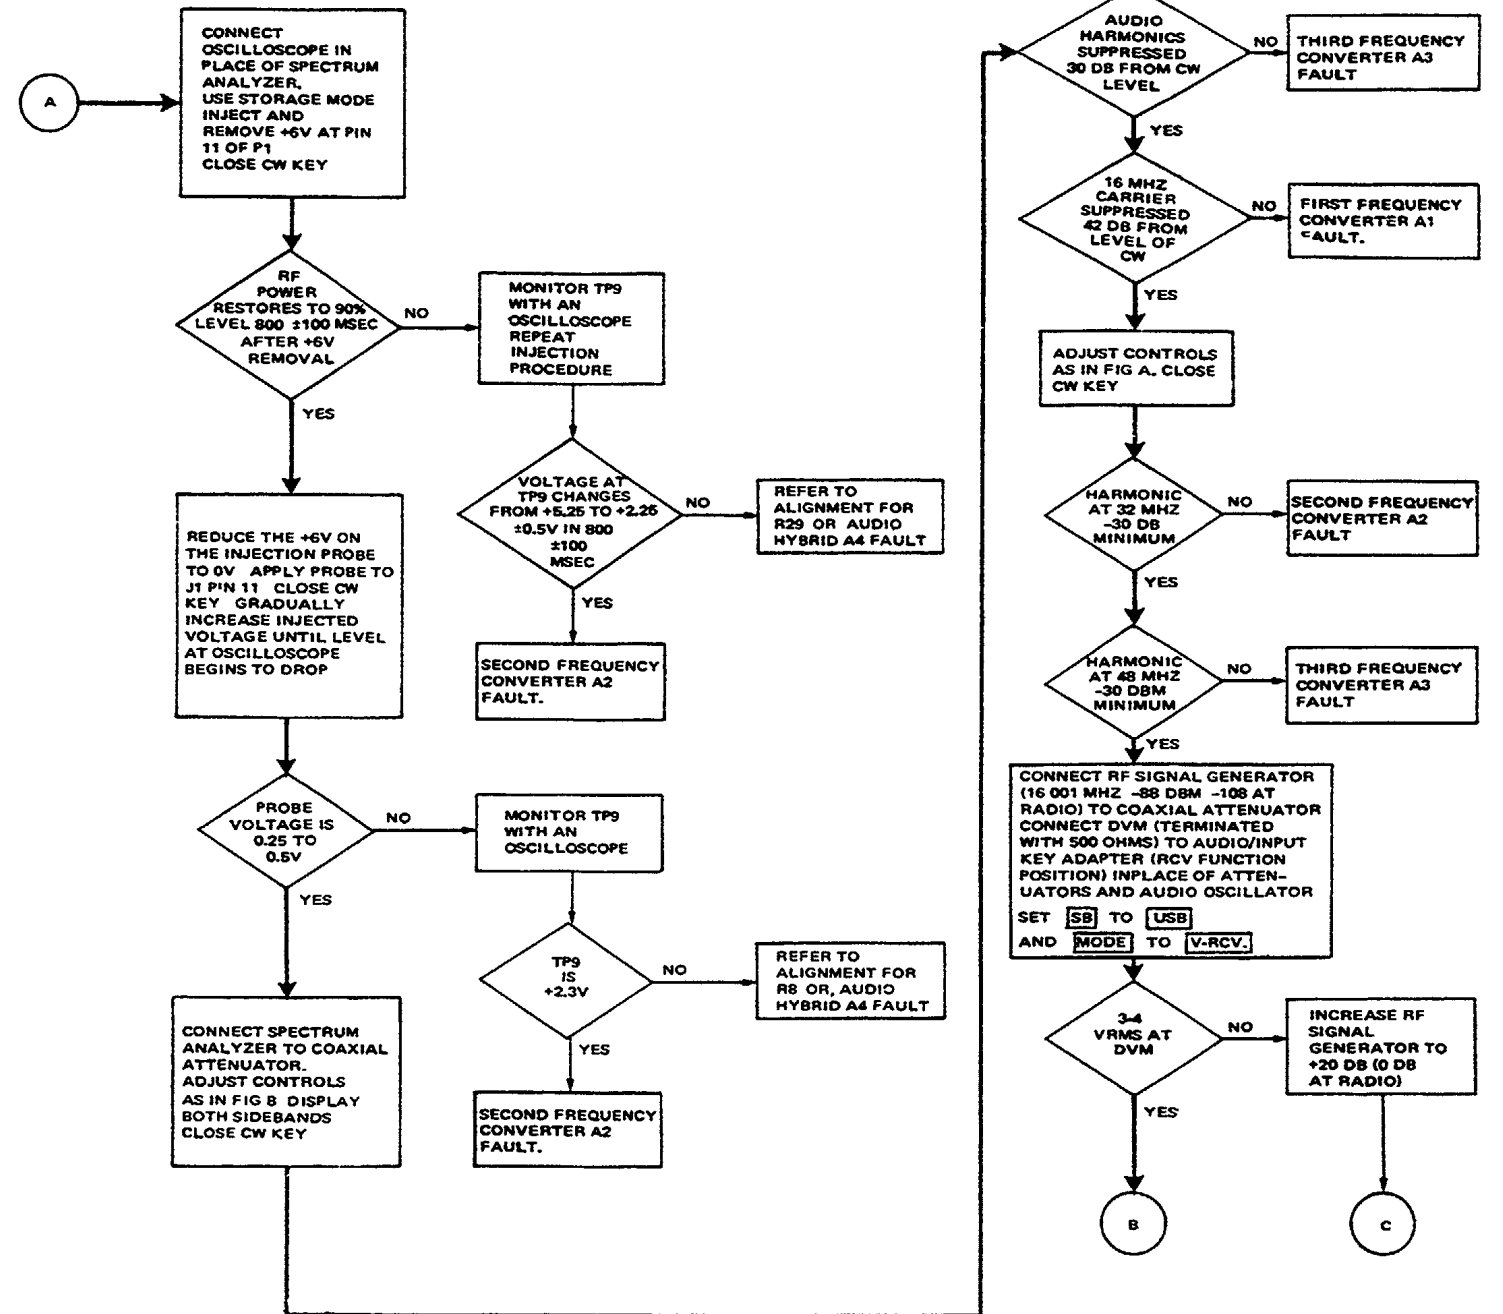 A
CONNECT
OSCILLOSCOPE IN
PLACE OF SPECTRUM
ANALYZER,
USE STORAGE MODE
INJECT AND
REMOVE +6V AT PIN
11 OF P1
CLOSE CW KEY
RF
POWER
RESTORES TO 90%
LEVEL 800 ±100 MSEC
AFTER +6V
REMOVAL
NO
YES
MONITOR TP9
WITH AN
OSCILLOSCOPE
REPEAT
INJECTION
PROCEDURE
VOLTAGE AT
TP9 CHANGES
FROM +5.25 TO +2.25
±0.5V IN 800
±100
MSEC
NO
YES
REFER TO
ALIGNMENT FOR
R29 OR AUDIO
HYBRID A4 FAULT
SECOND FREQUENCY
CONVERTER A2
FAULT.
REDUCE THE +6V ON
THE INJECTION PROBE
TO 0V APPLY PROBE TO
J1 PIN 11 CLOSE CW
KEY GRADUALLY
INCREASE INJECTED
VOLTAGE UNTIL LEVEL
AT OSCILLOSCOPE
BEGINS TO DROP
PROBE
VOLTAGE IS
0.25 TO
0.5V
NO
YES
MONITOR TP9
WITH AN
OSCILLOSCOPE
TP9
IS
+2.3V
NO
YES
REFER TO
ALIGNMENT FOR
R8 OR, AUDIO
HYBRID A4 FAULT
SECOND FREQUENCY
CONVERTER A2
FAULT.
CONNECT SPECTRUM
ANALYZER TO COAXIAL
ATTENUATOR.
ADJUST CONTROLS
AS IN FIG B DISPLAY
BOTH SIDEBANDS
CLOSE CW KEY
AUDIO
HARMONICS
SUPPRESSED
30 DB FROM CW
LEVEL
NO
YES
THIRD FREQUENCY
CONVERTER A3
FAULT
16 MHZ
CARRIER
SUPPRESSED
42 DB FROM
LEVEL OF
CW
NO
YES
FIRST FREQUENCY
CONVERTER A1
FAULT.
ADJUST CONTROLS
AS IN FIG A. CLOSE
CW KEY
HARMONIC
AT 32 MHZ
-30 DB
MINIMUM
NO
YES
SECOND FREQUENCY
CONVERTER A2
FAULT
HARMONIC
AT 48 MHZ
-30 DBM
MINIMUM
NO
YES
THIRD FREQUENCY
CONVERTER A3
FAULT
CONNECT RF SIGNAL GENERATOR
(16 001 MHZ -88 DBM -108 AT
RADIO) TO COAXIAL ATTENUATOR
CONNECT DVM (TERMINATED
WITH 500 OHMS) TO AUDIO/INPUT
KEY ADAPTER (RCV FUNCTION
POSITION) INPLACE OF ATTEN-
UATORS AND AUDIO OSCILLATOR
SET SB TO USB
AND MODE TO V-RCV.
3-4
VRMS AT
DVM
NO
YES
INCREASE RF
SIGNAL
GENERATOR TO
+20 DB (0 DB
AT RADIO)
B
C